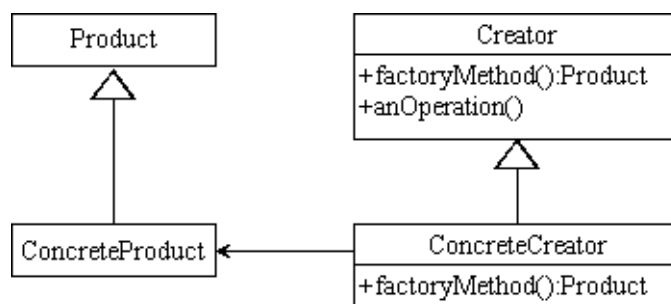 Product
Creator
+factoryMethod():Product
+anOperation()
ConcreteProduct
ConcreteCreator
+factoryMethod():Product